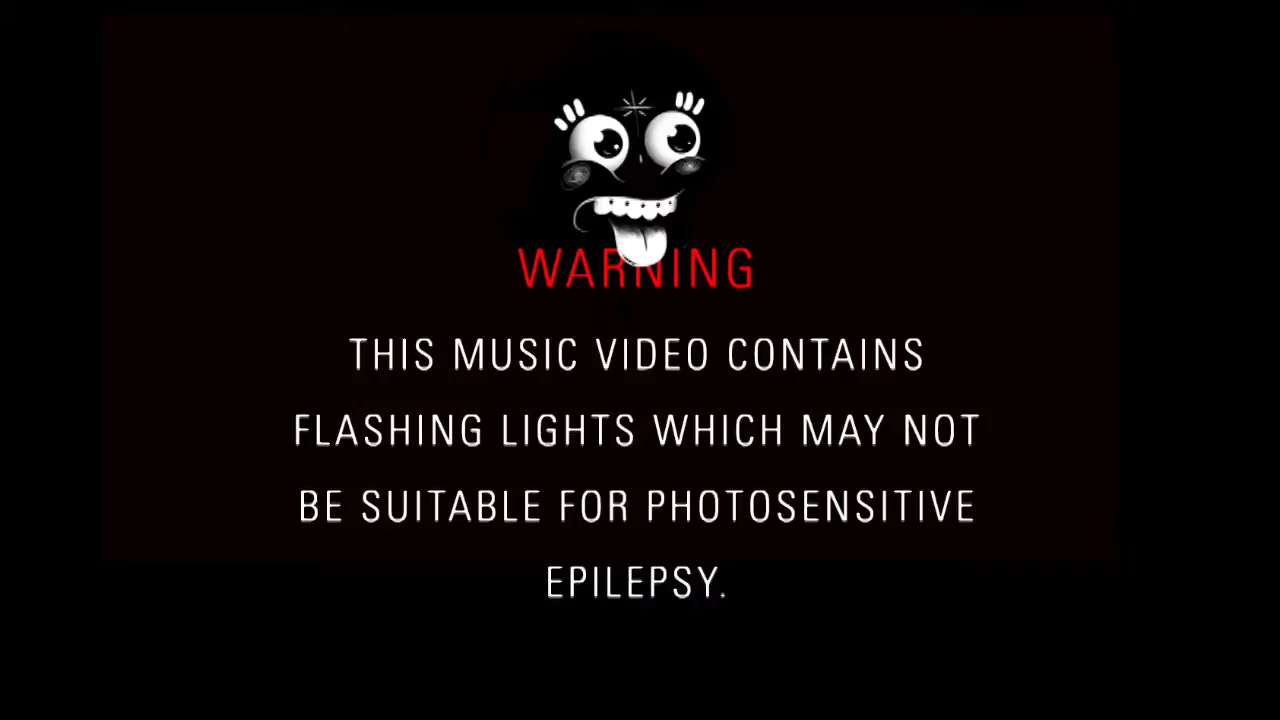 WARNING
THIS MUSIC VIDEO CONTAINS
FLASHING LIGHTS WHICH MAY NOT
BE SUITABLE FOR PHOTOSENSITIVE
EPILEPSY.